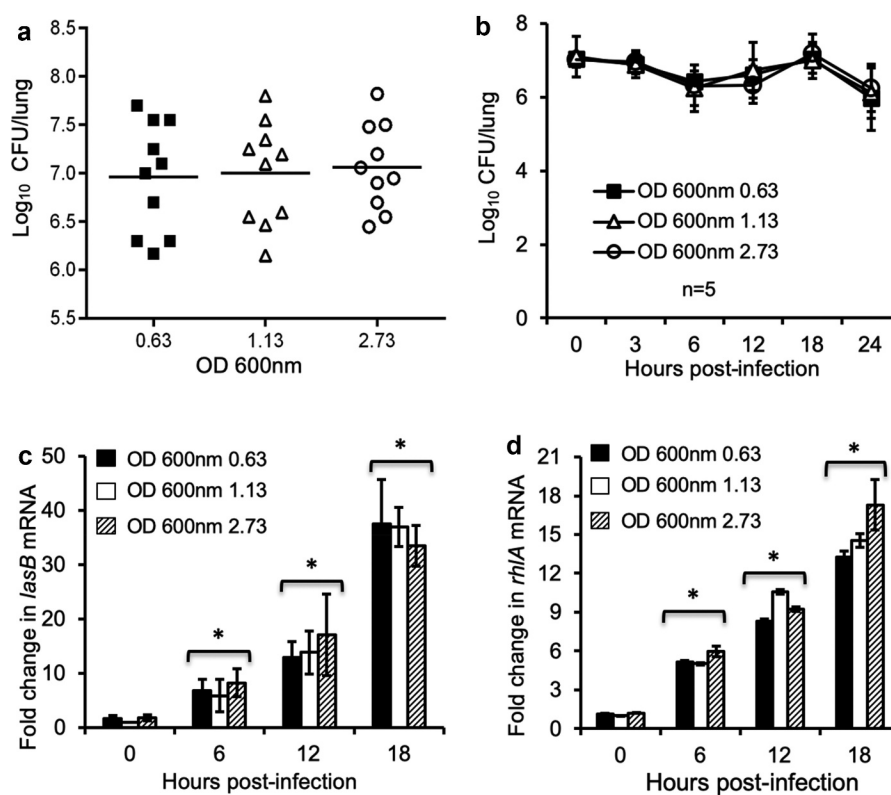 a
8.0
7.5
7.0
6.5
6.0
5.5
Log10 CFU/lung
0.63
1.13
2.73
OD 600nm
b
8
6
4
2
0
Log10 CFU/lung
OD 600nm 0.63
OD 600nm 1.13
OD 600nm 2.73
n=5
0 3 6 12 18 24
Hours post-infection
c
50
40
30
20
10
0
Fold change in lasB mRNA
OD 600nm 0.63
OD 600nm 1.13
OD 600nm 2.73
*
*
*
0 6 12 18
Hours post-infection
d
21
18
15
12
9
6
3
0
Fold change in rhlA mRNA
OD 600nm 0.63
OD 600nm 1.13
OD 600nm 2.73
*
*
*
0 6 12 18
Hours post-infection